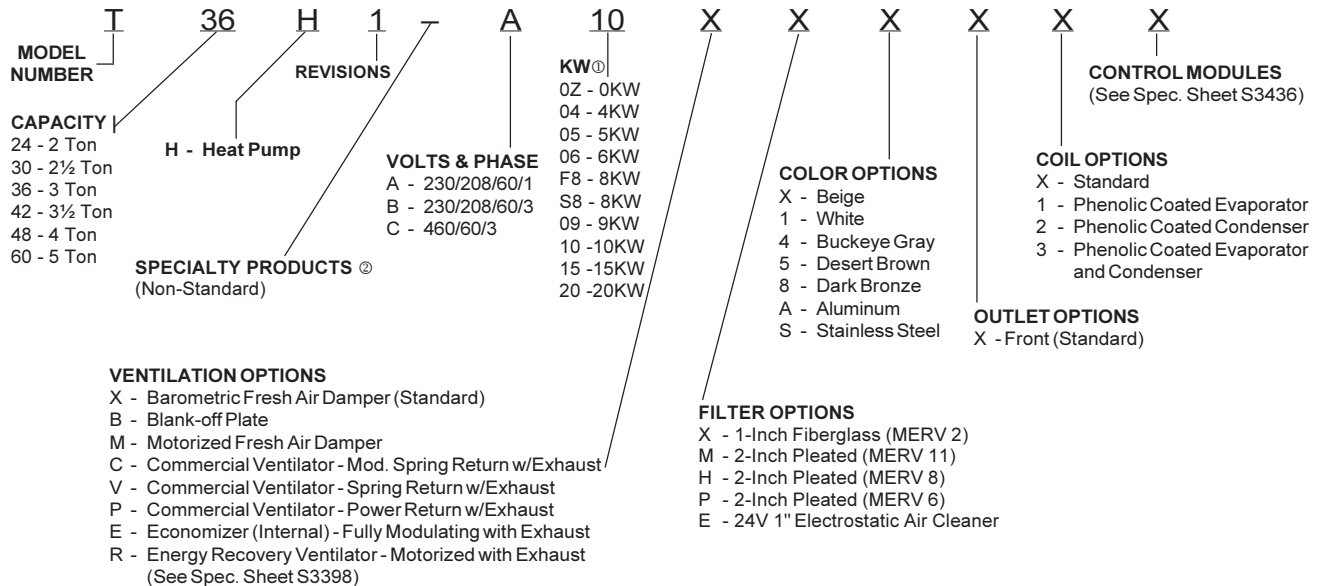 T 36 H 1 – A 10 X X X X X X
MODEL
NUMBER
CAPACITY
24 - 2 Ton
30 - 2½ Ton
36 - 3 Ton
42 - 3½ Ton
48 - 4 Ton
60 - 5 Ton
H - Heat Pump
REVISIONS
SPECIALTY PRODUCTS ②
(Non-Standard)
VOLTS & PHASE
A - 230/208/60/1
B - 230/208/60/3
C - 460/60/3
KW①
0Z - 0KW
04 - 4KW
05 - 5KW
06 - 6KW
F8 - 8KW
S8 - 8KW
09 - 9KW
10 -10KW
15 -15KW
20 -20KW
VENTILATION OPTIONS
X - Barometric Fresh Air Damper (Standard)
B - Blank-off Plate
M - Motorized Fresh Air Damper
C - Commercial Ventilator - Mod. Spring Return w/Exhaust
V - Commercial Ventilator - Spring Return w/Exhaust
P - Commercial Ventilator - Power Return w/Exhaust
E - Economizer (Internal) - Fully Modulating with Exhaust
R - Energy Recovery Ventilator - Motorized with Exhaust
(See Spec. Sheet S3398)
FILTER OPTIONS
X - 1-Inch Fiberglass (MERV 2)
M - 2-Inch Pleated (MERV 11)
H - 2-Inch Pleated (MERV 8)
P - 2-Inch Pleated (MERV 6)
E - 24V 1" Electrostatic Air Cleaner
COLOR OPTIONS
X - Beige
1 - White
4 - Buckeye Gray
5 - Desert Brown
8 - Dark Bronze
A - Aluminum
S - Stainless Steel
OUTLET OPTIONS
X - Front (Standard)
COIL OPTIONS
X - Standard
1 - Phenolic Coated Evaporator
2 - Phenolic Coated Condenser
3 - Phenolic Coated Evaporator
and Condenser
CONTROL MODULES
(See Spec. Sheet S3436)